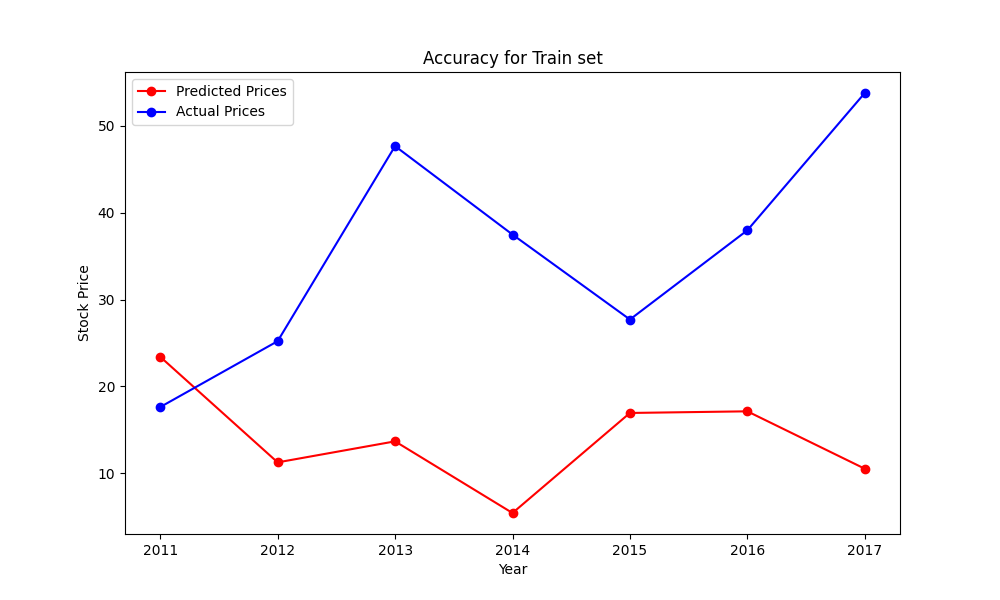 Accuracy for Train set
Predicted Prices
Actual Prices
Stock Price
50
40
30
20
10
2011 2012 2013 2014 2015 2016 2017
Year